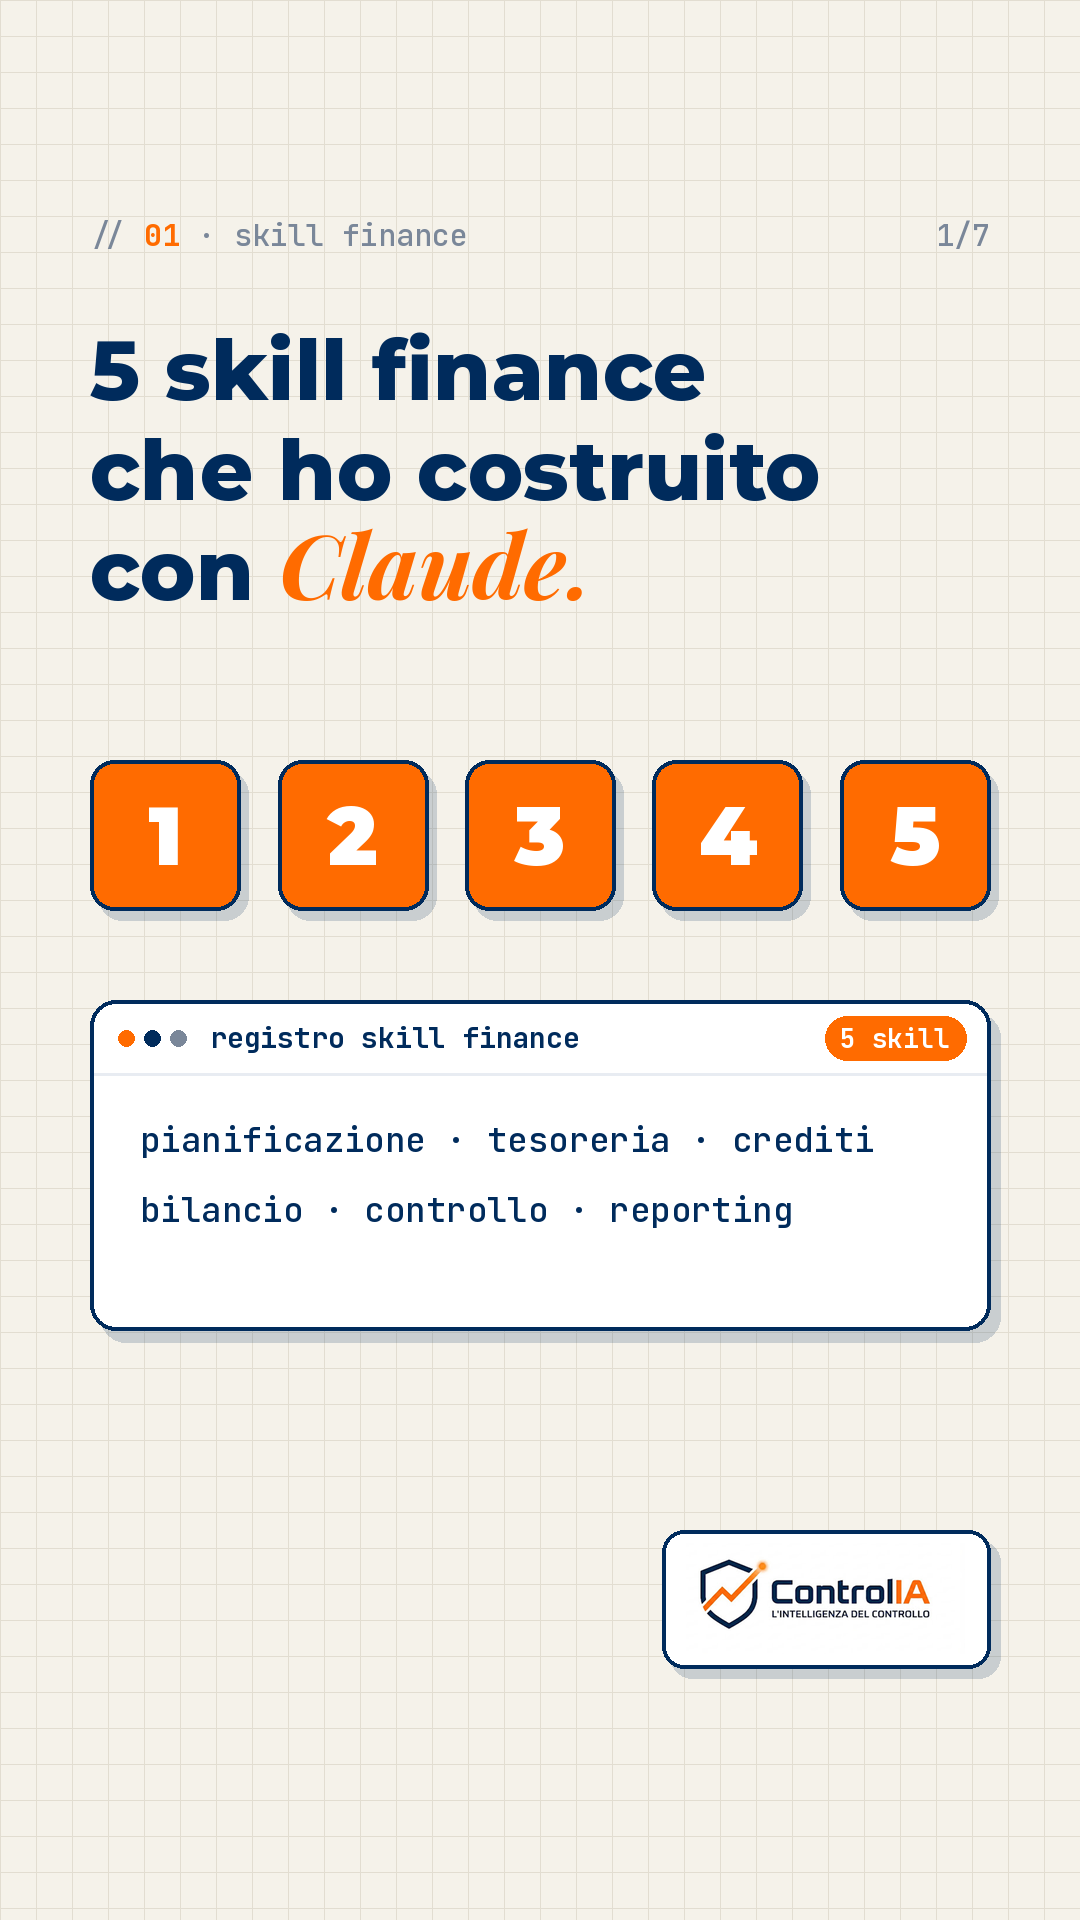 // 01 · skill finance
1/7
5 skill finance
che ho costruito
con Claude.
1 2 3 4 5
registro skill finance
5 skill
pianificazione · tesoreria · crediti
bilancio · controllo · reporting
ControlIA
L'INTELLIGENZA DEL CONTROLLO